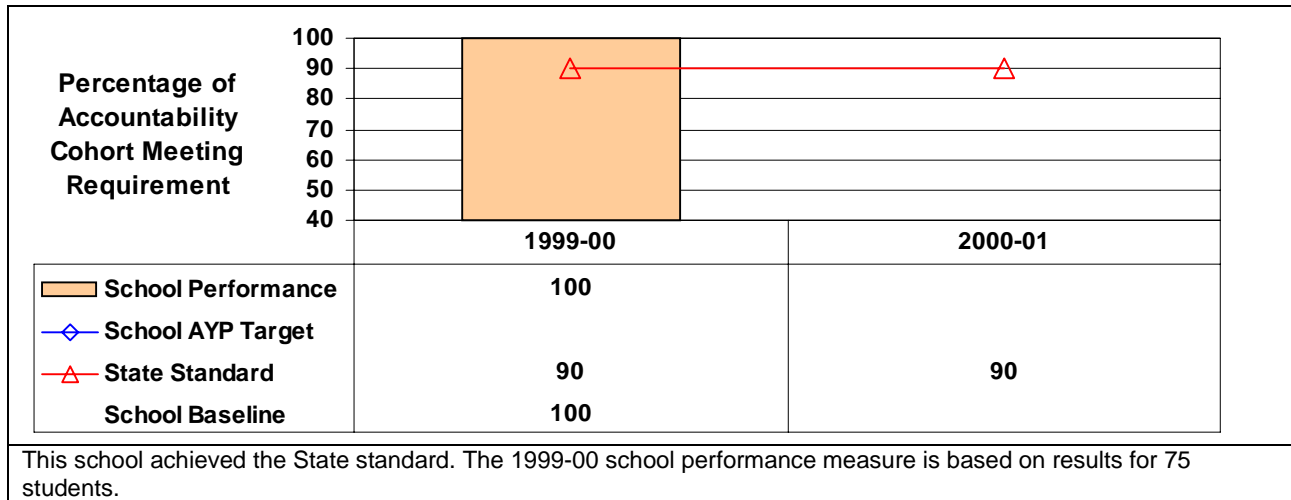 Percentage of
Accountability
Cohort Meeting
Requirement
100
90
80
70
60
50
40
1999-00 2000-01
School Performance 100
School AYP Target
State Standard 90 90
School Baseline 100
This school achieved the State standard. The 1999-00 school performance measure is based on results for 75
students.